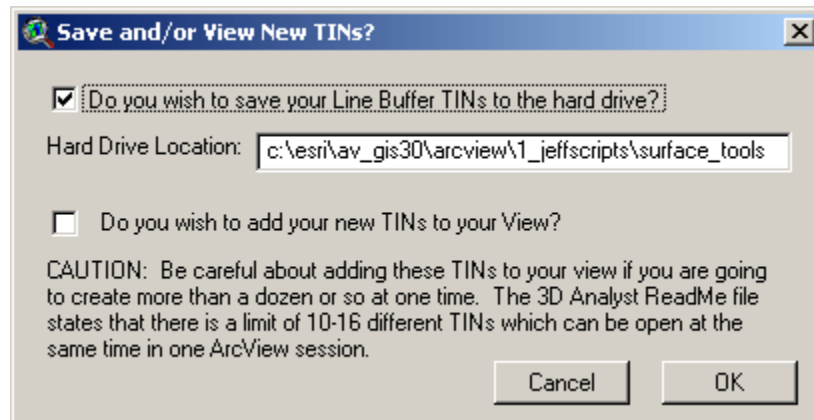 Save and/or View New TINs?
Do you wish to save your Line Buffer TINs to the hard drive?
Hard Drive Location: c:\esri\av_gis30\arcview\1_jeffscripts\surface_tools
Do you wish to add your new TINs to your View?
CAUTION: Be careful about adding these TINs to your view if you are going
to create more than a dozen or so at one time. The 3D Analyst ReadMe file
states that there is a limit of 10-16 different TINs which can be open at the
same time in one ArcView session.
Cancel OK